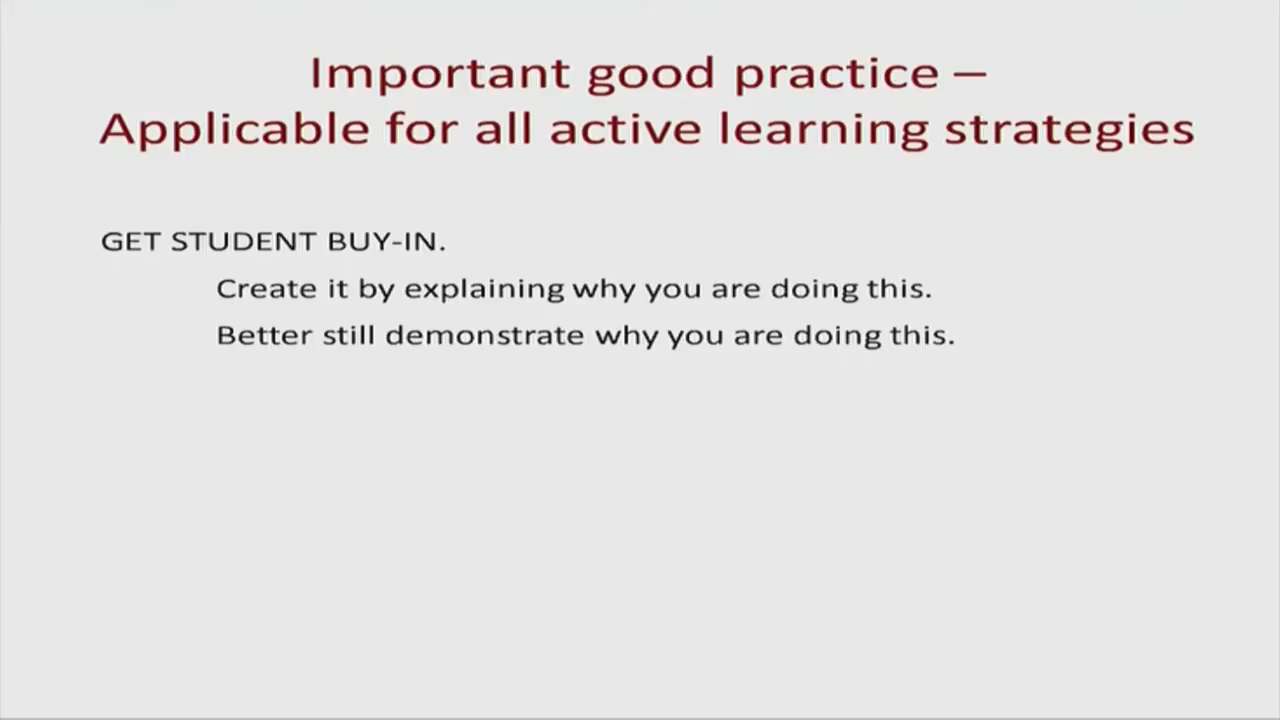 Important good practice –
Applicable for all active learning strategies
GET STUDENT BUY-IN.
Create it by explaining why you are doing this.
Better still demonstrate why you are doing this.